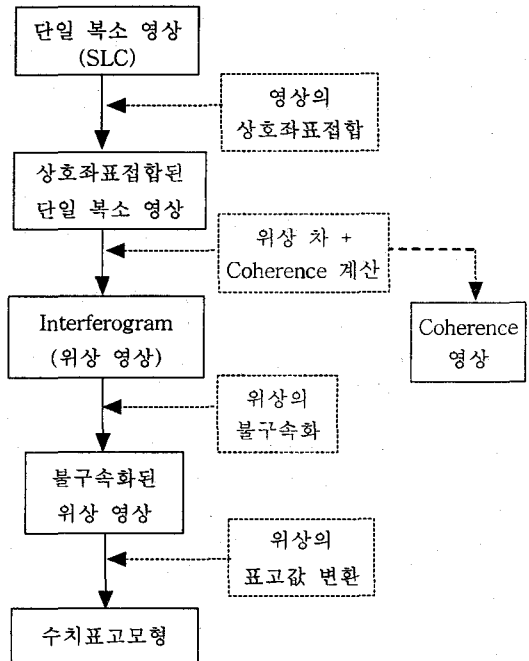 단일 복소 영상
(SLC)
영상의
상호좌표접합
상호좌표접합된
단일 복소 영상
위상 차 +
Coherence 계산
Interferogram
(위상 영상)
Coherence
영상
위상의
불구속화
불구속화된
위상 영상
위상의
표고값 변환
수치표고모형